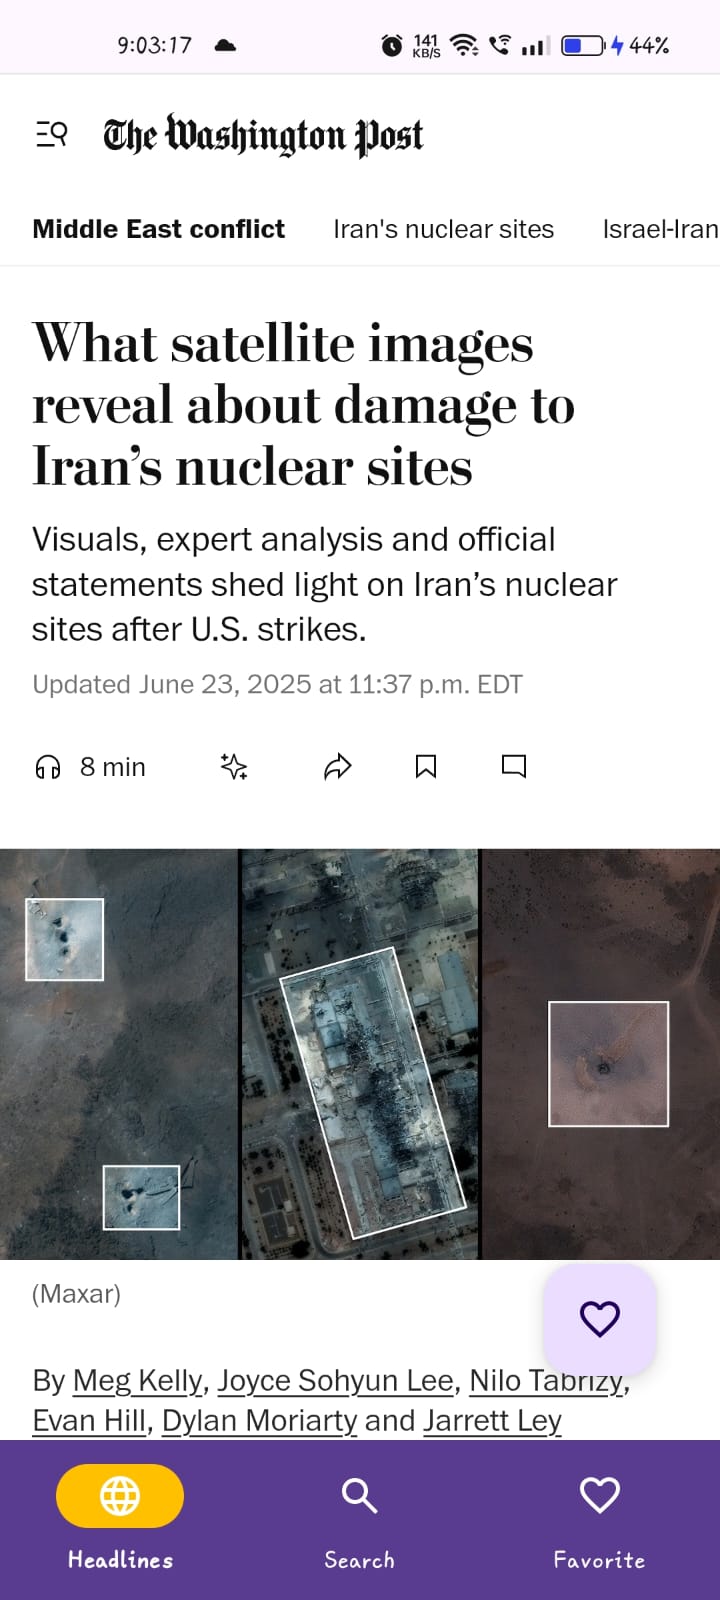 9:03:17
141
KB/S
44%
The Washington Post
Middle East conflict Iran's nuclear sites Israel-Iran
What satellite images
reveal about damage to
Iran’s nuclear sites
Visuals, expert analysis and official
statements shed light on Iran’s nuclear
sites after U.S. strikes.
Updated June 23, 2025 at 11:37 p.m. EDT
8 min
(Maxar)
By Meg Kelly, Joyce Sohyun Lee, Nilo Tabrizy,
Evan Hill, Dylan Moriarty and Jarrett Ley
Headlines Search Favorite